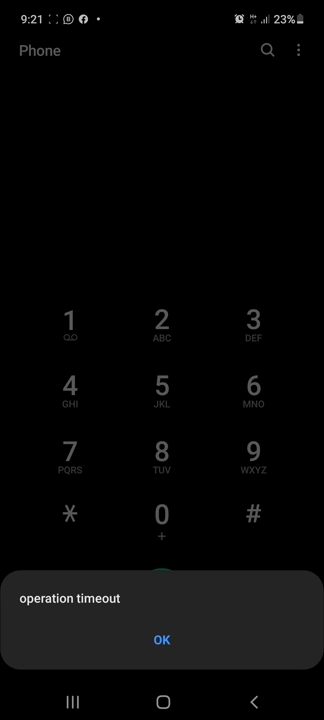 9:21 23%
Phone
1 2 3
ABC DEF
4 5 6
GHI JKL MNO
7 8 9
PQRS TUV WXYZ
* 0 #
+
operation timeout
OK